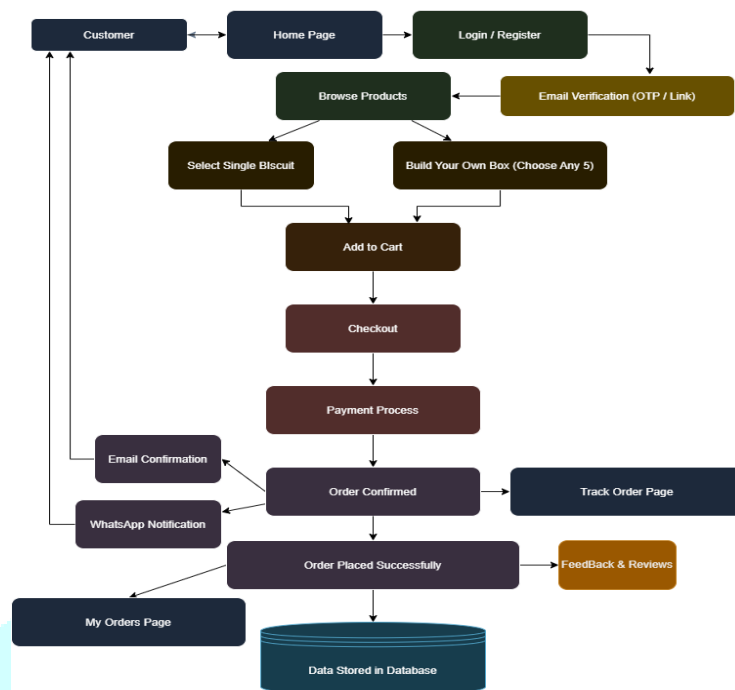 Customer
Home Page
Login / Register
Browse Products
Email Verification (OTP / Link)
Select Single BIscuit
Build Your Own Box (Choose Any 5)
Add to Cart
Checkout
Payment Process
Email Confirmation
Order Confirmed
Track Order Page
WhatsApp Notification
Order Placed Successfully
FeedBack & Reviews
My Orders Page
Data Stored in Database